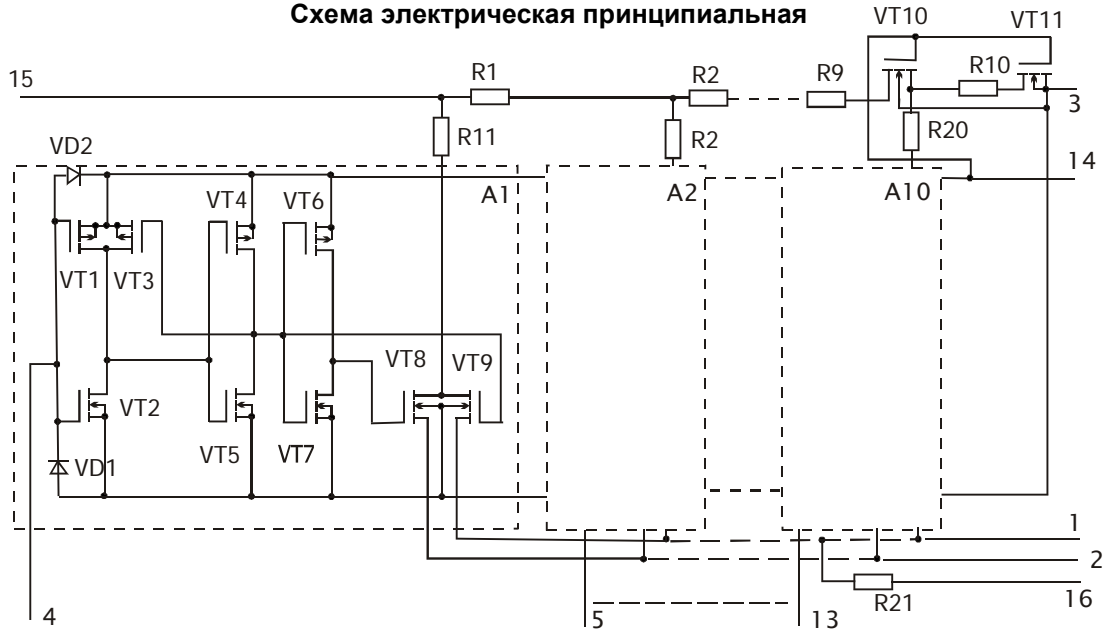 Схема электрическая принципиальная
VT10
VT11
15
R1
R2
R9
R10
3
R11
R2
R20
VD2
14
A1
A2
A10
VT4
VT6
VT1
VT3
VT8
VT9
VT2
VT5
VT7
VD1
1
2
16
R21
4
5
13